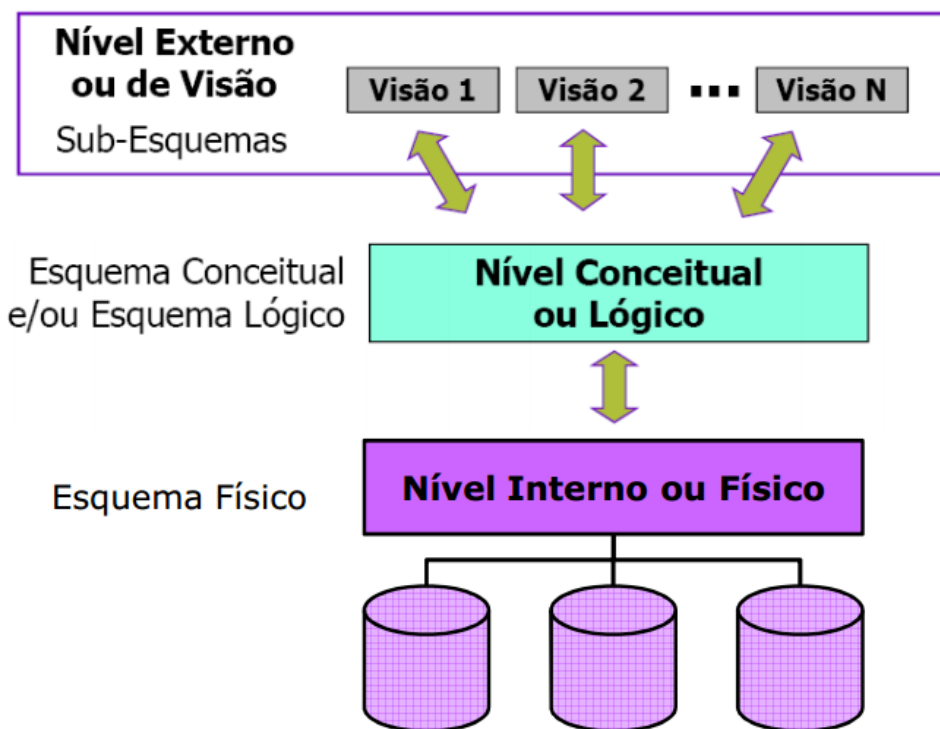 Nível Externo
ou de Visão
Sub-Esquemas
Visão 1
Visão 2
...
Visão N
Esquema Conceitual
e/ou Esquema Lógico
Nível Conceitual
ou Lógico
Esquema Físico
Nível Interno ou Físico